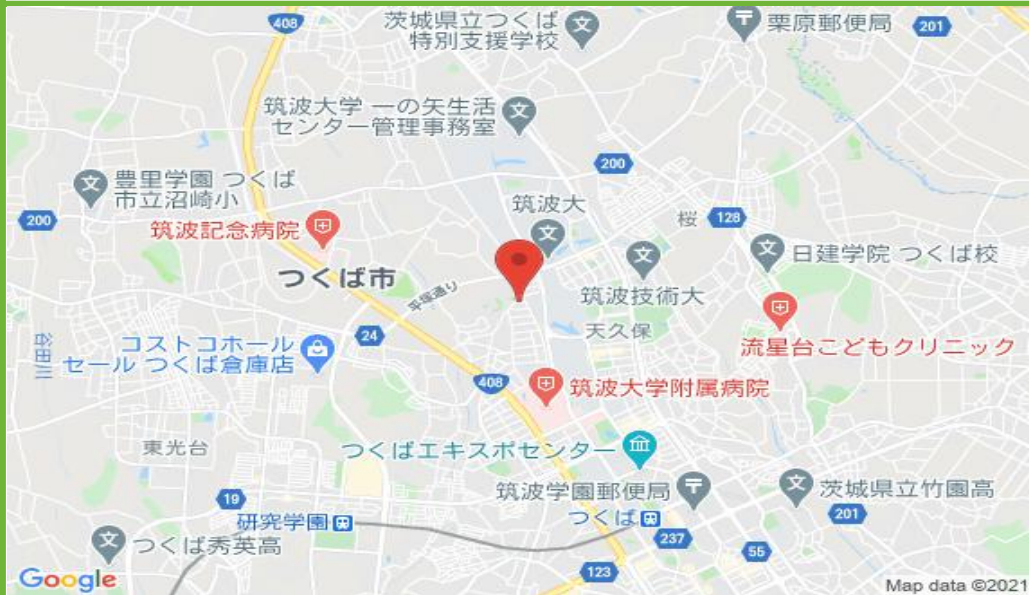 408
茨城県立つくば
特別支援学校
栗原郵便局
201
筑波大学 一の矢生活
センター管理事務室
200
豊里学園 つくば
市立沼崎小
筑波大
200
筑波記念病院
桜
128
つくば市
日建学院 つくば校
平塚通り
筑波技術大
谷田川
コストコホール
セール つくば倉庫店
24
天久保
流星台こどもクリニック
408
筑波大学附属病院
東光台
つくばエキスポセンター
19
筑波学園郵便局
茨城県立竹園高
研究学園
つくば
201
つくば秀英高
237
55
123
Google
Map data ©2021